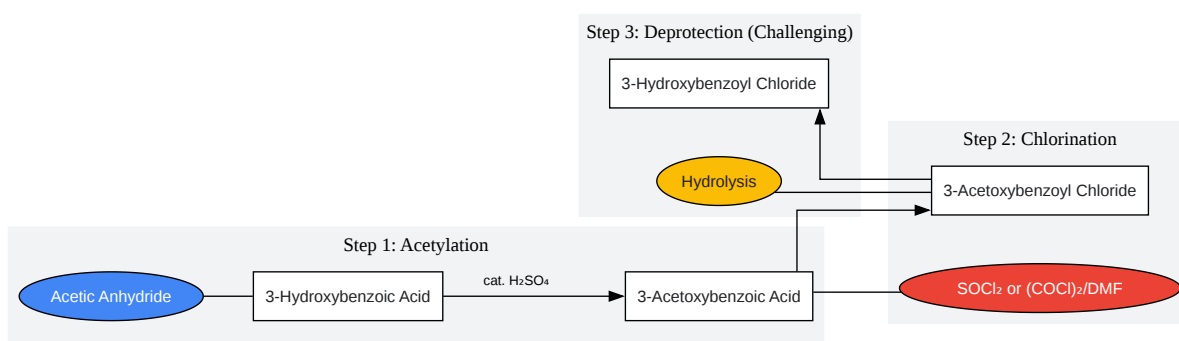 Step 3: Deprotection (Challenging)
3-Hydroxybenzoyl Chloride
Hydrolysis
Step 2: Chlorination
3-Acetoxybenzoyl Chloride
SOCl₂ or (COCl)₂/DMF
Step 1: Acetylation
Acetic Anhydride
3-Hydroxybenzoic Acid
cat. H₂SO₄
3-Acetoxybenzoic Acid